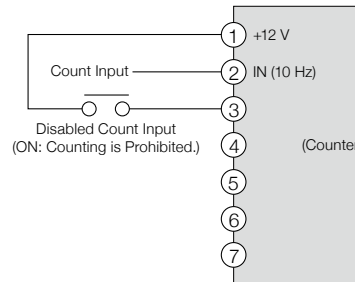 1 +12 V
Count Input 2 IN (10 Hz)
3
Disabled Count Input
(ON: Counting is Prohibited.)
4 (Counter
5
6
7